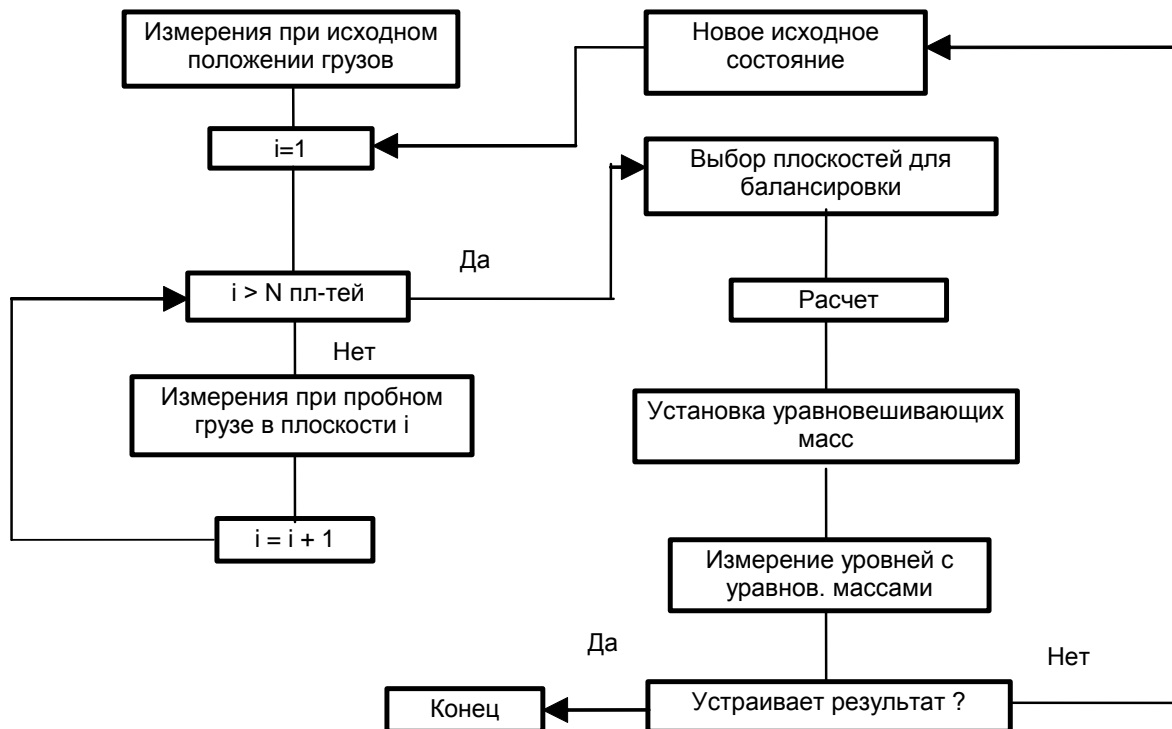 Измерения при исходном
положении грузов
Новое исходное
состояние
i=1
Выбор плоскостей для
балансировки
Да
i > N пл-тей
Расчет
Нет
Измерения при пробном
грузе в плоскости i
Установка уравновешивающих
масс
i = i + 1
Измерение уровней с
уравнов. массами
Да
Нет
Устраивает результат ?
Конец